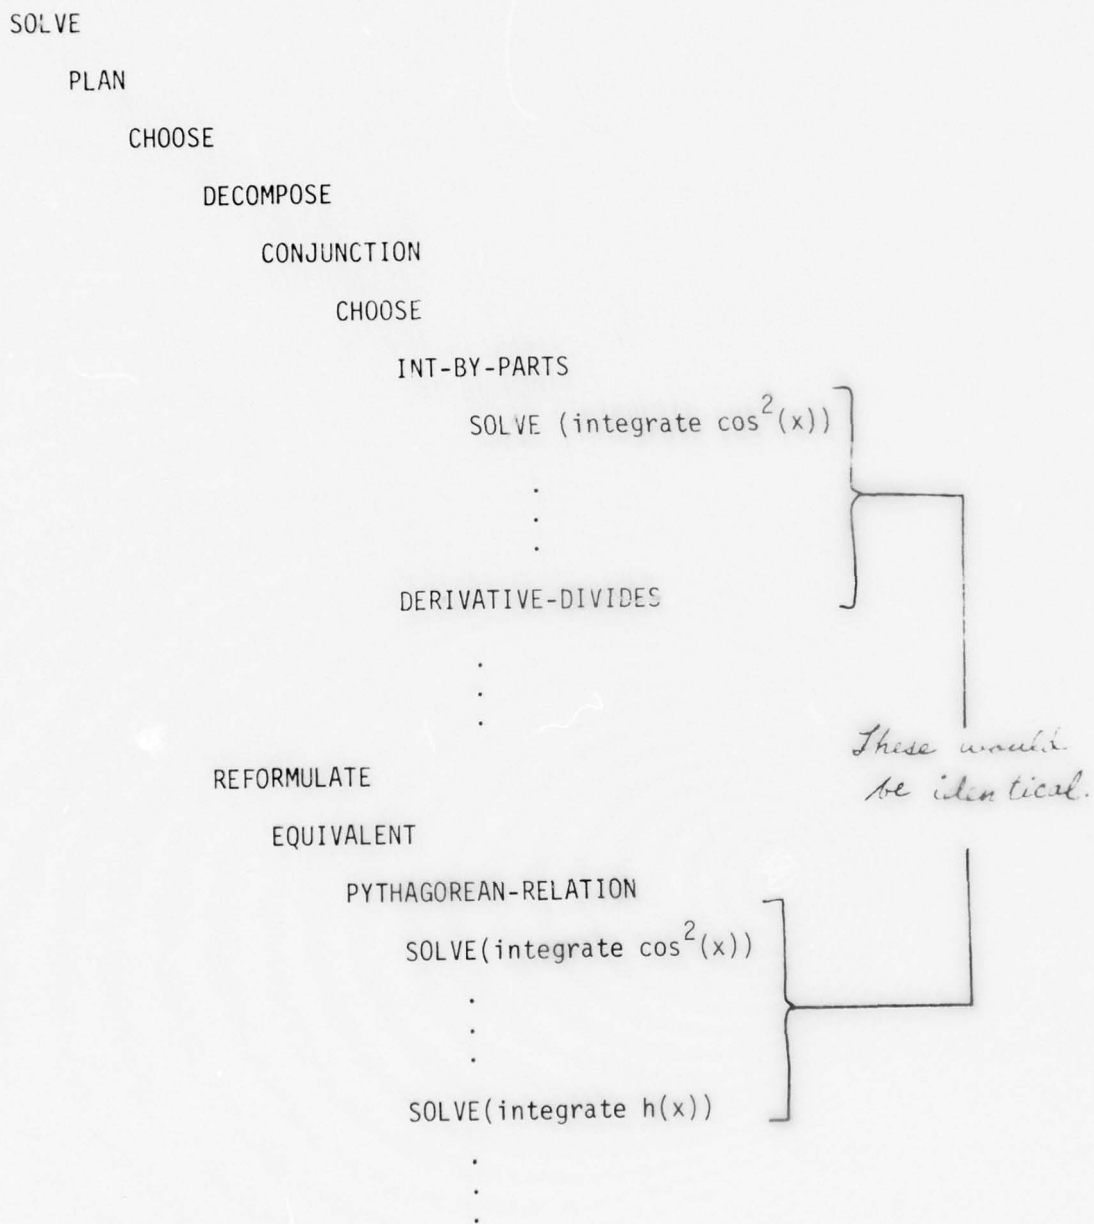 SOLVE
PLAN
CHOOSE
DECOMPOSE
CONJUNCTION
CHOOSE
INT-BY-PARTS
SOLVE (integrate cos²(x))
.
.
.
DERIVATIVE-DIVIDES
.
.
.
These would
be identical.
REFORMULATE
EQUIVALENT
PYTHAGOREAN-RELATION
SOLVE(integrate cos²(x))
.
.
.
SOLVE(integrate h(x))
.
.
.